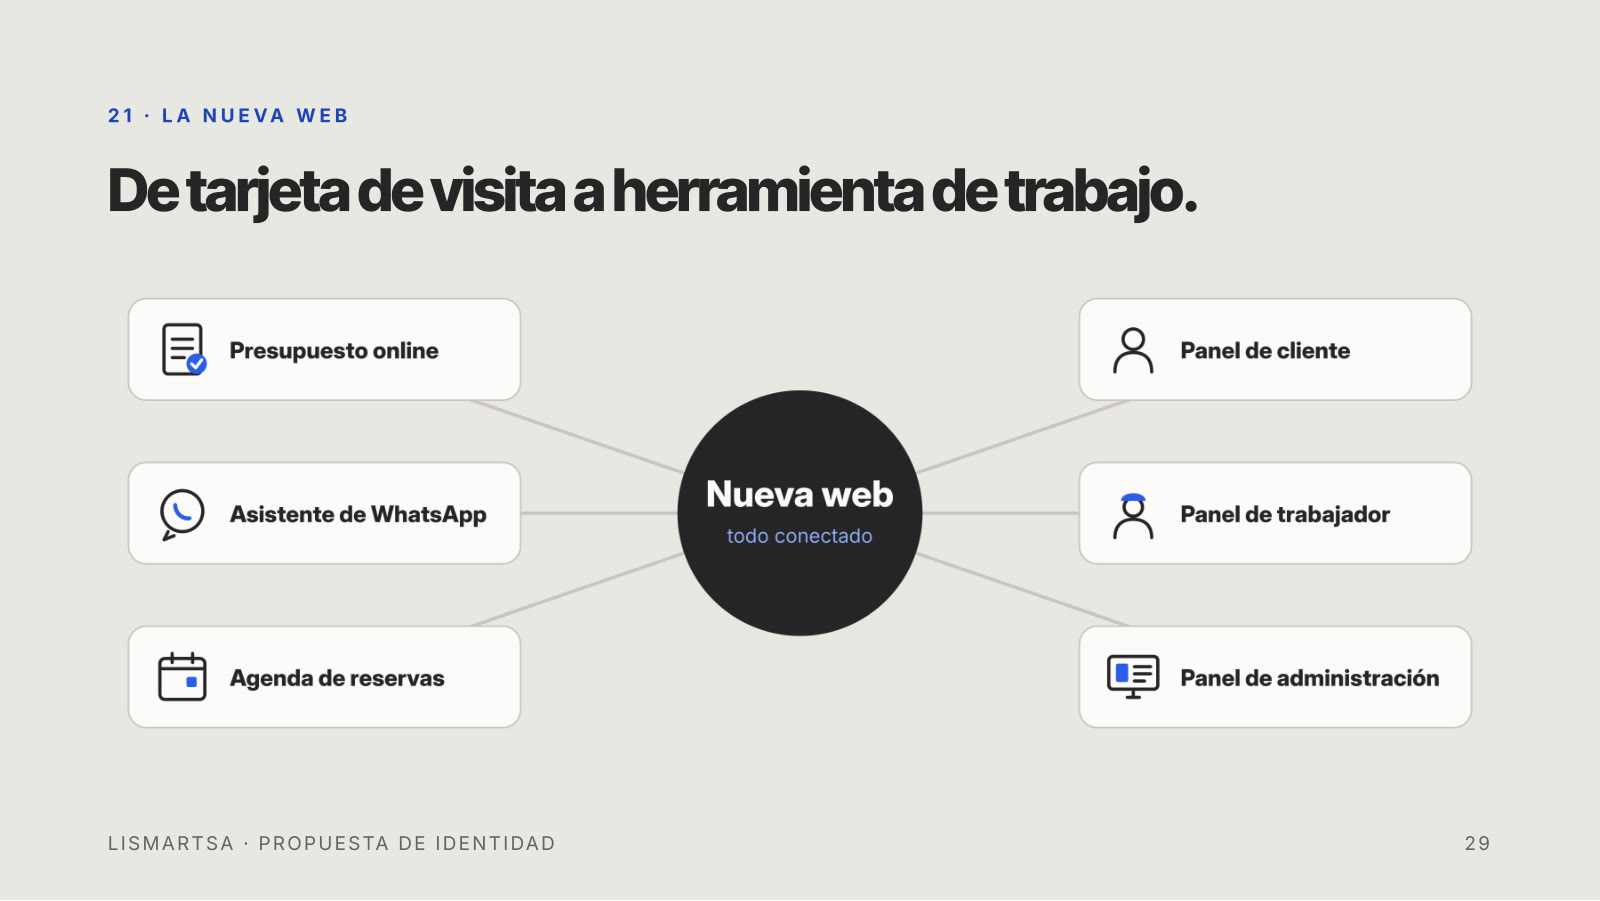 21 · LA NUEVA WEB
De tarjeta de visita a herramienta de trabajo.
Presupuesto online
Asistente de WhatsApp
Agenda de reservas
Nueva web
todo conectado
Panel de cliente
Panel de trabajador
Panel de administración
LISMARTSA · PROPUESTA DE IDENTIDAD
29